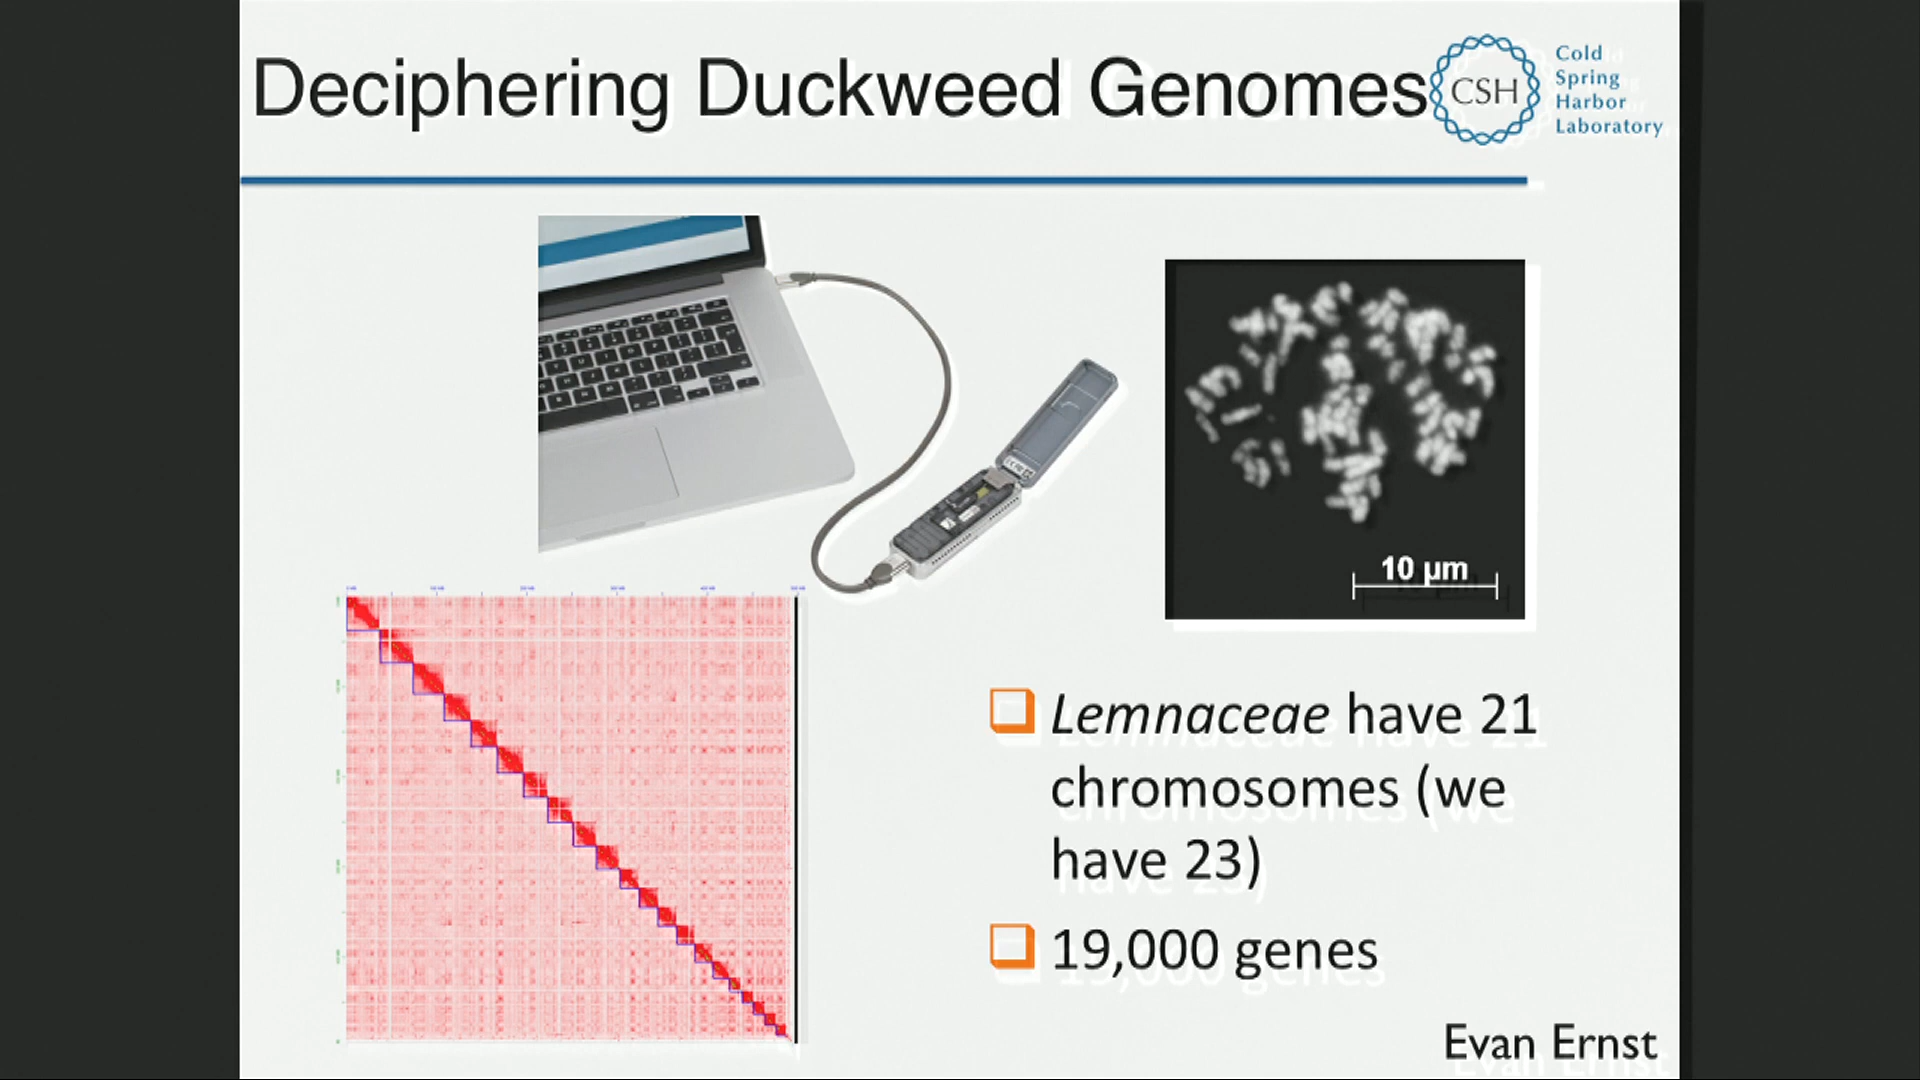 Deciphering Duckweed Genomes
CSH
Cold
Spring
Harbor
Laboratory
10 µm
Lemnaceae have 21
chromosomes (we
have 23)
19,000 genes
Evan Ernst